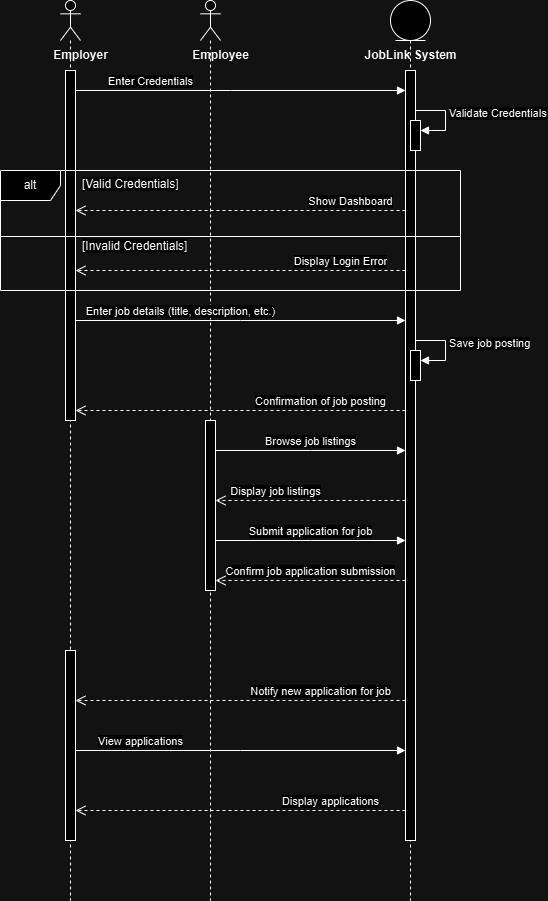 Employer
Employee
JobLink System
Enter Credentials
Validate Credentials
alt
[Valid Credentials]
Show Dashboard
[Invalid Credentials]
Display Login Error
Enter job details (title, description, etc.)
Save job posting
Confirmation of job posting
Browse job listings
Display job listings
Submit application for job
Confirm job application submission
Notify new application for job
View applications
Display applications